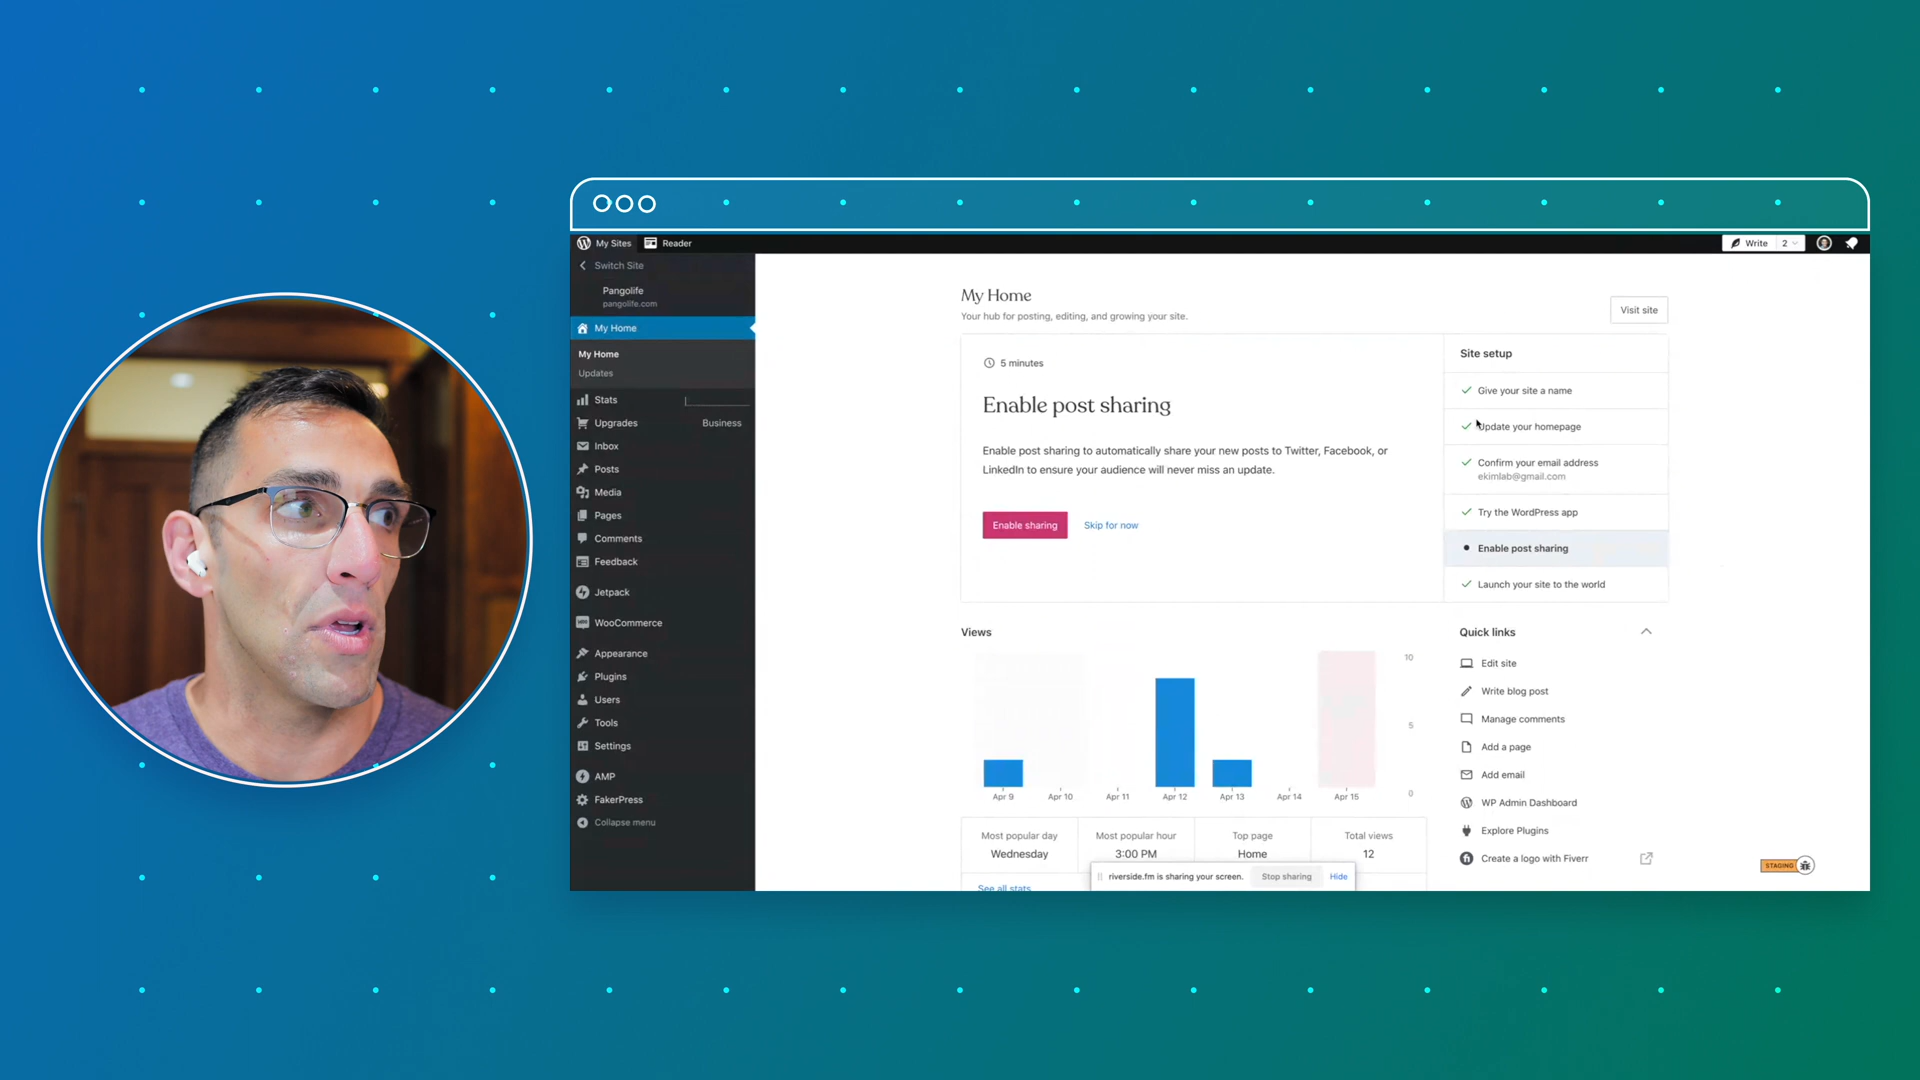 My Sites
Reader
Write 2
Switch Site
Pangolife
pangolife.com
My Home
My Home
Updates
Stats
Upgrades Business
Inbox
Posts
Media
Pages
Comments
Feedback
Jetpack
WooCommerce
Appearance
Plugins
Users
Tools
Settings
AMP
FakerPress
Collapse menu
My Home
Your hub for posting, editing, and growing your site.
Visit site
5 minutes
Enable post sharing
Enable post sharing to automatically share your new posts to Twitter, Facebook, or
LinkedIn to ensure your audience will never miss an update.
Enable sharing
Skip for now
Site setup
Give your site a name
Update your homepage
Confirm your email address
ekimlab@gmail.com
Try the WordPress app
Enable post sharing
Launch your site to the world
Views
10
5
0
Apr 9
Apr 10
Apr 11
Apr 12
Apr 13
Apr 14
Apr 15
Most popular day
Wednesday
Most popular hour
3:00 PM
Top page
Home
Total views
12
See all stats
riverside.fm is sharing your screen.
Stop sharing
Hide
Quick links
Edit site
Write blog post
Manage comments
Add a page
Add email
WP Admin Dashboard
Explore Plugins
Create a logo with Fiverr
STAGING